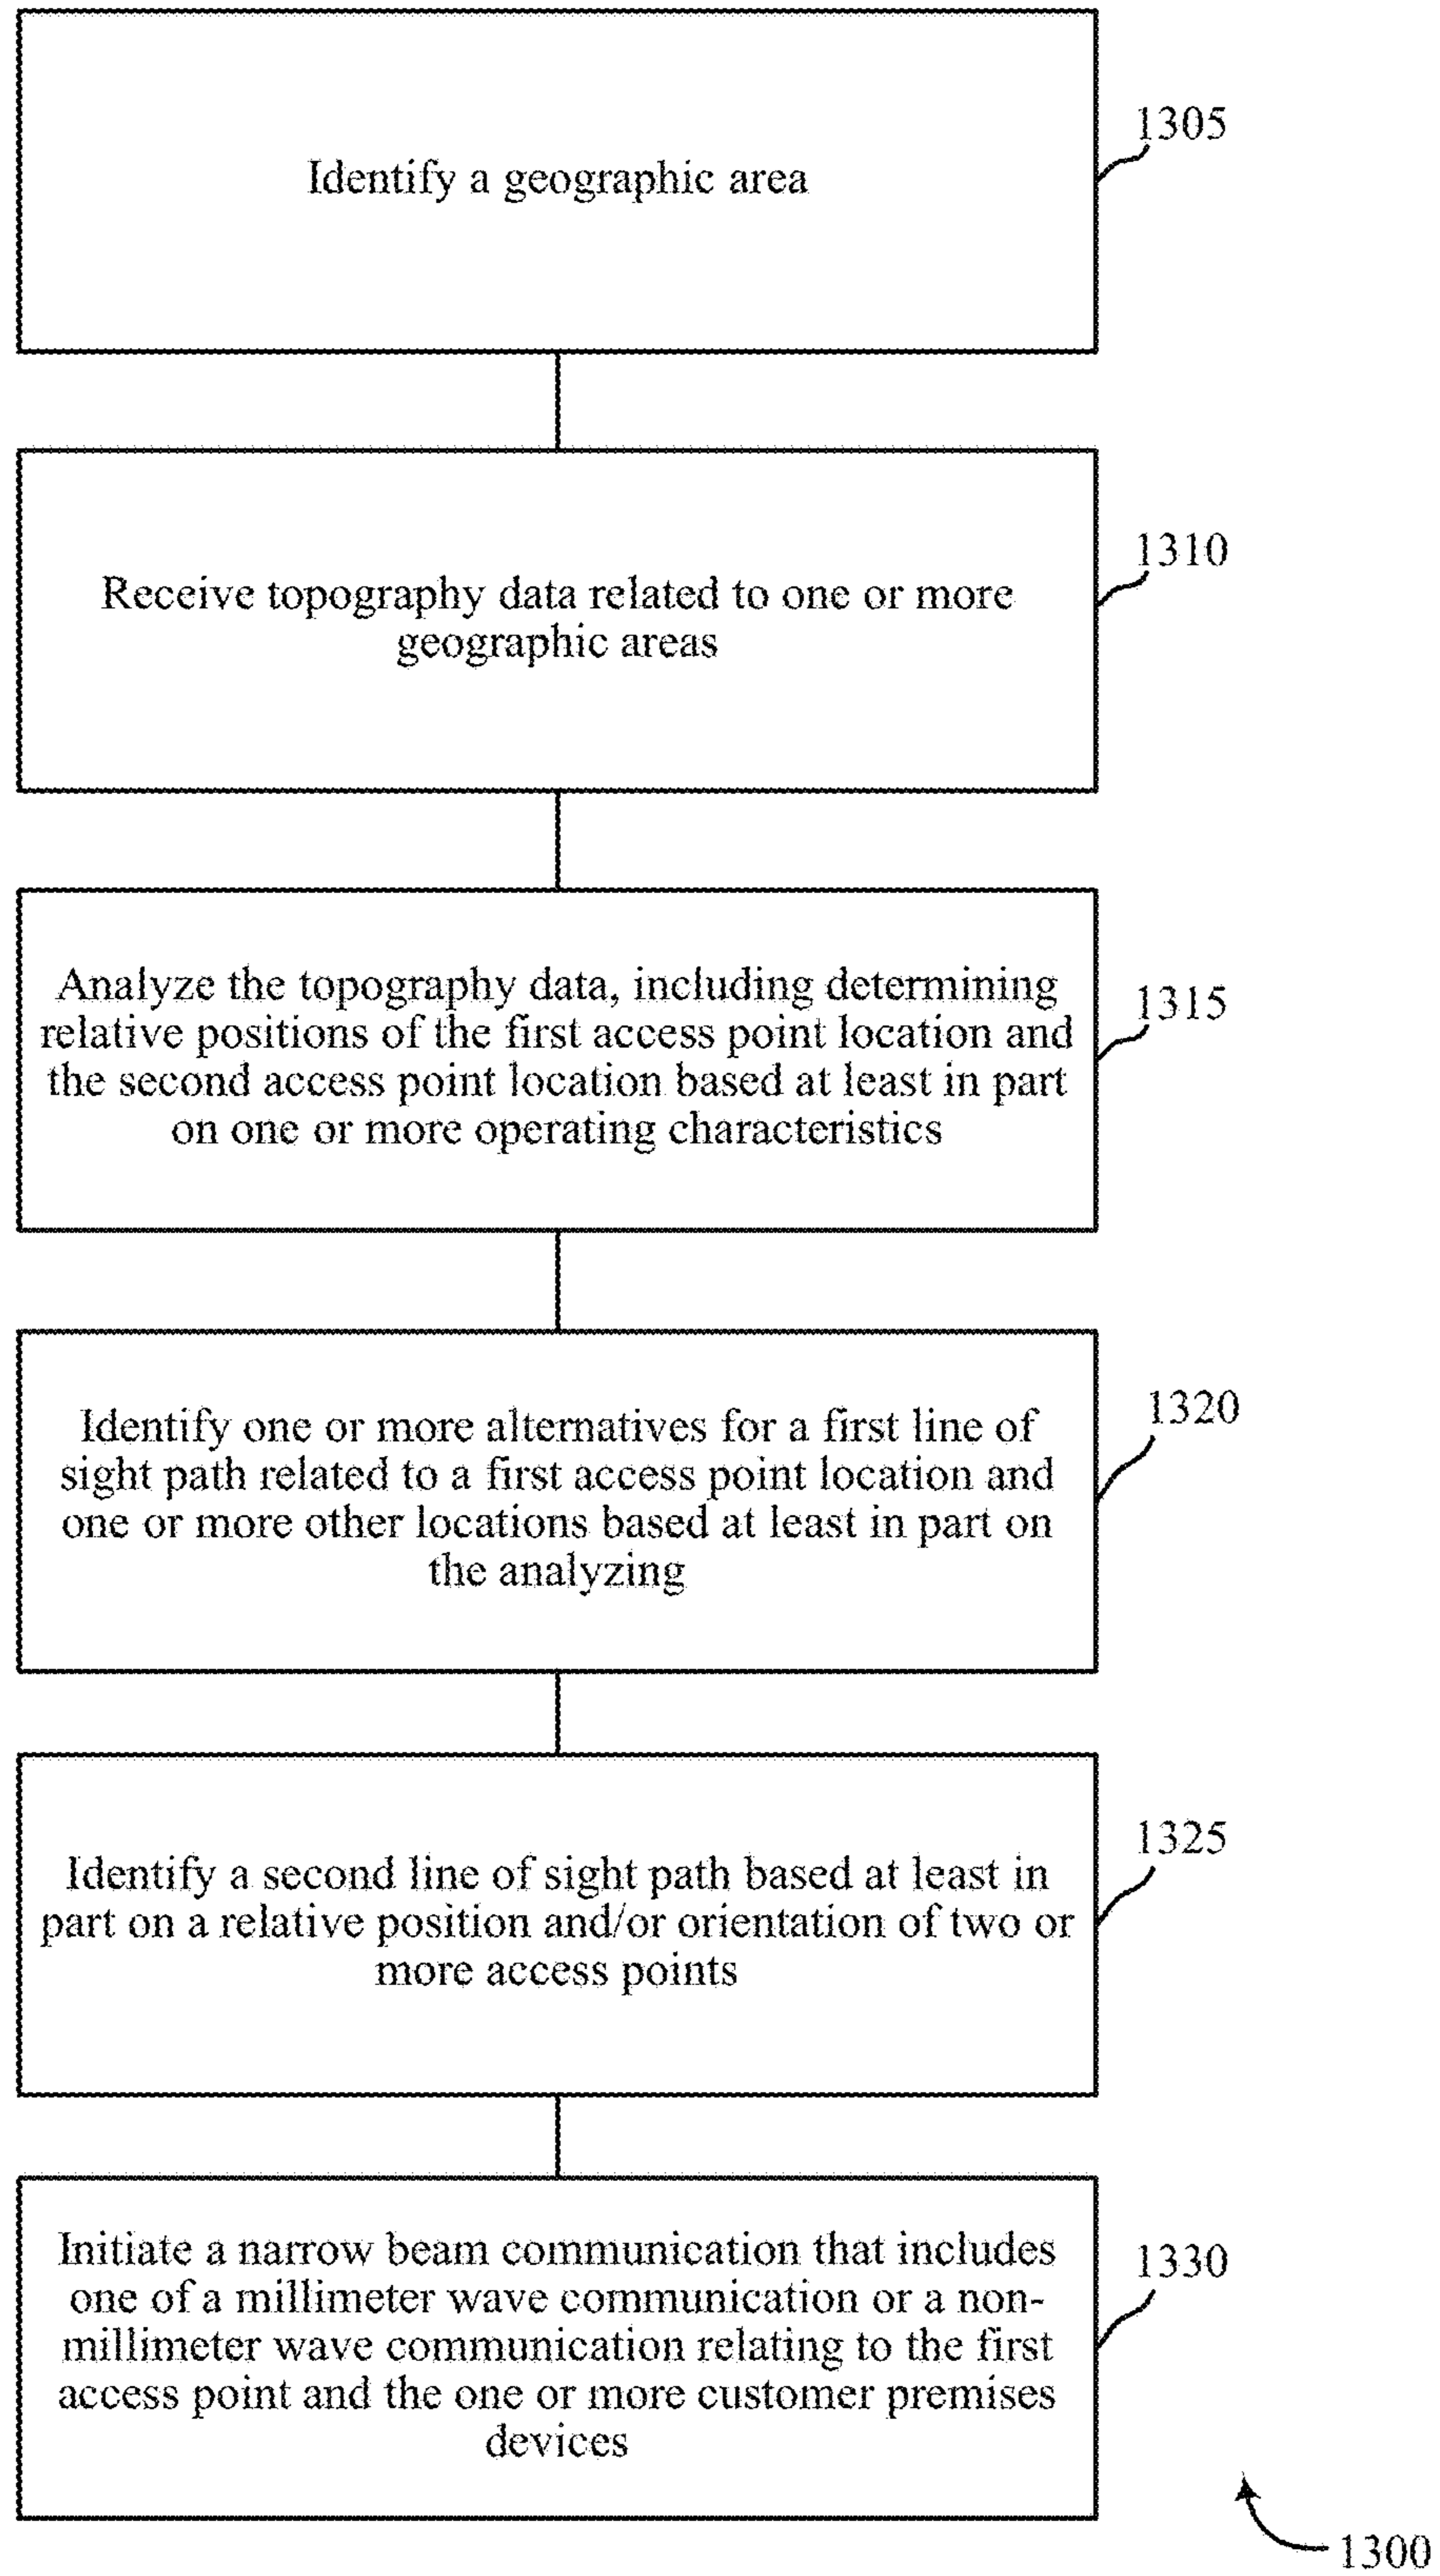 Identify a geographic area
1305
Receive topography data related to one or more
geographic areas
1310
Analyze the topography data, including determining
relative positions of the first access point location and
the second access point location based at least in part
on one or more operating characteristics
1315
Identify one or more alternatives for a first line of
sight path related to a first access point location and
one or more other locations based at least in part on
the analyzing
1320
Identify a second line of sight path based at least in
part on a relative position and/or orientation of two or
more access points
1325
Initiate a narrow beam communication that includes
one of a millimeter wave communication or a non-
millimeter wave communication relating to the first
access point and the one or more customer premises
devices
1330
1300